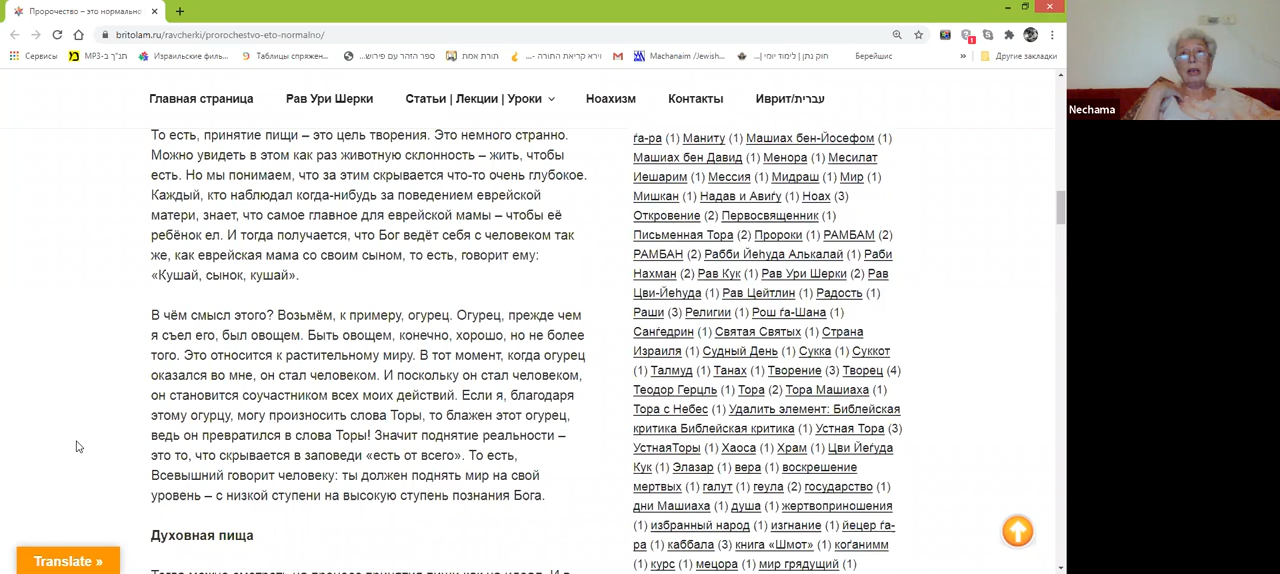 Пророчество – это нормально
britolam.ru/ravcherki/prorochestvo-eto-normalno/
Сервисы
תנ"ך ב-MP3
Израильские филь...
Таблицы спряжен...
ספר הזהר עם פירוש...
תורת אמת
וירא קריאת התורה -...
Machanaim /Jewish...
חוק נתן | לימוד יומי |...
Берейшис
»
Другие закладки
Главная страница
Рав Ури Шерки
Статьи | Лекции | Уроки
Ноахизм
Контакты
Иврит/עברית
То есть, принятие пищи – это цель творения. Это немного странно.
Можно увидеть в этом как раз животную склонность – жить, чтобы
есть. Но мы понимаем, что за этим скрывается что-то очень глубокое.
Каждый, кто наблюдал когда-нибудь за поведением еврейской
матери, знает, что самое главное для еврейской мамы – чтобы её
ребёнок ел. И тогда получается, что Бог ведёт себя с человеком так
же, как еврейская мама со своим сыном, то есть, говорит ему:
«Кушай, сынок, кушай».
В чём смысл этого? Возьмём, к примеру, огурец. Огурец, прежде чем
я съел его, был овощем. Быть овощем, конечно, хорошо, но не более
того. Это относится к растительному миру. В тот момент, когда огурец
оказался во мне, он стал человеком. И поскольку он стал человеком,
он становится соучастником всех моих действий. Если я, благодаря
этому огурцу, могу произносить слова Торы, то блажен этот огурец,
ведь он превратился в слова Торы! Значит поднятие реальности –
это то, что скрывается в заповеди «есть от всего». То есть,
Всевышний говорит человеку: ты должен поднять мир на свой
уровень – с низкой ступени на высокую ступень познания Бога.
Духовная пища
ѓа-ра (1) Маниту (1) Машиах бен-Йосефом (1)
Машиах бен Давид (1) Менора (1) Месилат
Иешарим (1) Мессия (1) Мидраш (1) Мир (1)
Мишкан (1) Надав и Авиѓу (1) Ноах (3)
Откровение (2) Первосвященник (1)
Письменная Тора (2) Пророки (1) РАМБАМ (2)
РАМБАН (2) Рабби Йеѓуда Алькалай (1) Раби
Нахман (2) Рав Кук (1) Рав Ури Шерки (2) Рав
Цви-Йеѓуда (1) Рав Цейтлин (1) Радость (1)
Раши (3) Религии (1) Рош ѓа-Шана (1)
Санѓедрин (1) Святая Святых (1) Страна
Израиля (1) Судный День (1) Сукка (1) Суккот
(1) Талмуд (1) Танах (1) Творение (3) Творец (4)
Теодор Герцль (1) Тора (2) Тора Машиаха (1)
Тора с Небес (1) Удалить элемент: Библейская
критика Библейская критика (1) Устная Тора (3)
УстнаяТоры (1) Хаоса (1) Храм (1) Цви Йеѓуда
Кук (1) Элазар (1) вера (1) воскрешение
мертвых (1) галут (1) геула (2) государство (1)
дни Машиаха (1) душа (1) жертвоприношения
(1) избранный народ (1) изгнание (1) йецер ѓа-
ра (1) каббала (3) книга «Шмот» (1) коѓанимм
(1) курс (1) мецора (1) мир грядущий (1)
Translate »
Nechama